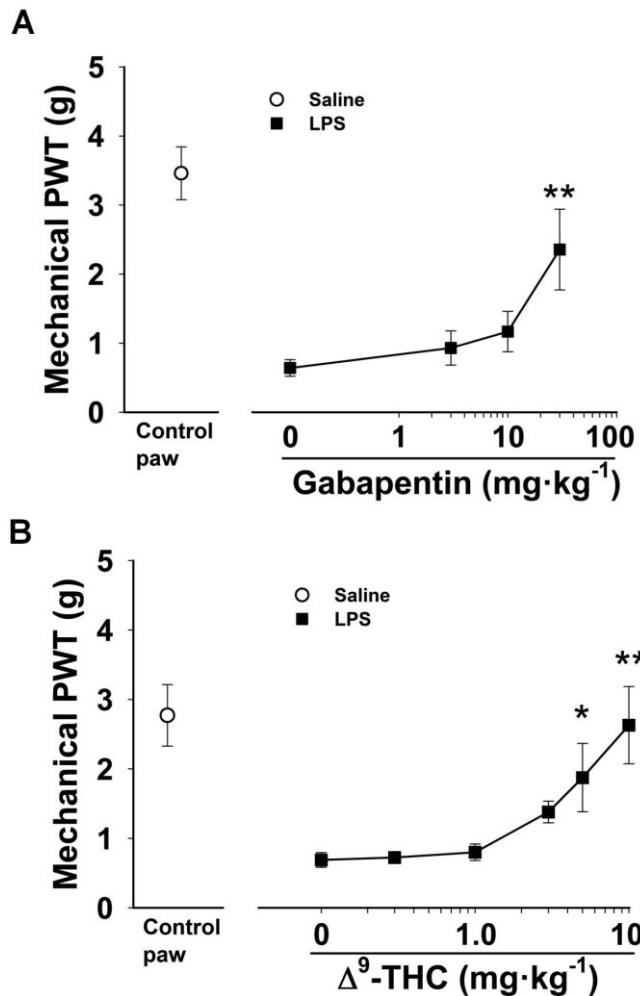 A
5
4
3
2
1
0
Mechanical PWT (g)
Saline
LPS
**
Control
paw
0 1 10 100
Gabapentin (mg·kg⁻¹)
B
5
4
3
2
1
0
Mechanical PWT (g)
Saline
LPS
*
**
Control
paw
0 1.0 10
Δ⁹-THC (mg·kg⁻¹)